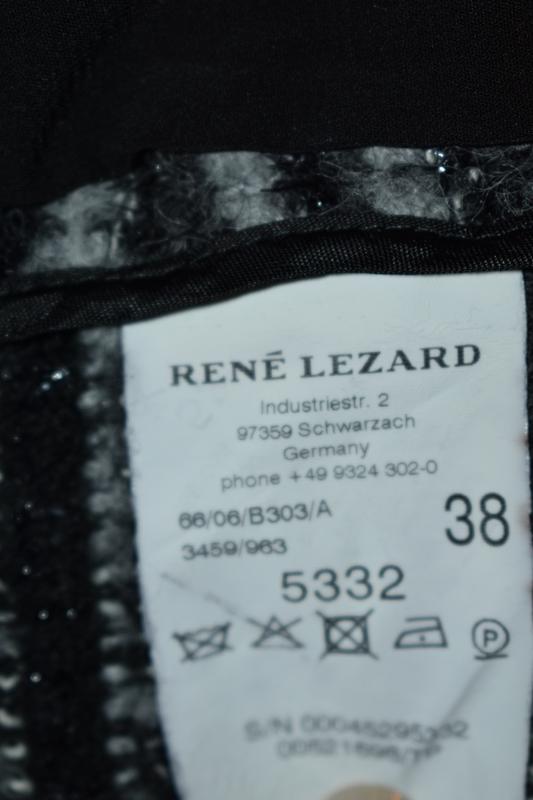 RENÉ LEZARD
Industriestr. 2
97359 Schwarzach
Germany
phone +49 9324 302-0
66/06/B303/A
38
3459/963
5332
P
S/N